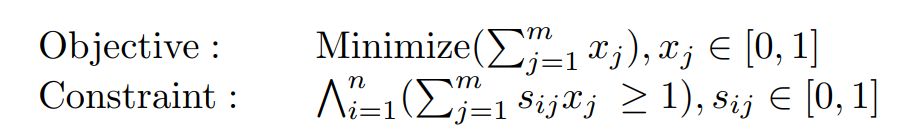 Objective : Minimize(∑_{j=1}^{m} x_j), x_j ∈ [0, 1]
Constraint : ⋀_{i=1}^{n}(∑_{j=1}^{m} s_{ij}x_j ≥ 1), s_{ij} ∈ [0, 1]